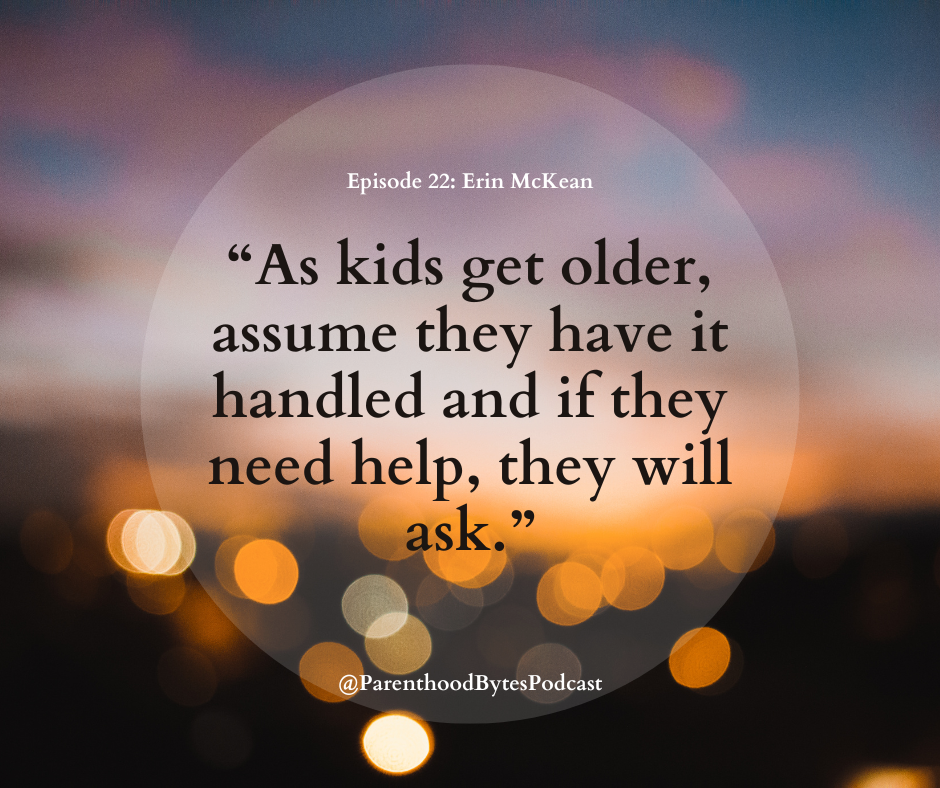 Episode 22: Erin McKean
“As kids get older,
assume they have it
handled and if they
need help, they will
ask.”
@ParenthoodBytesPodcast